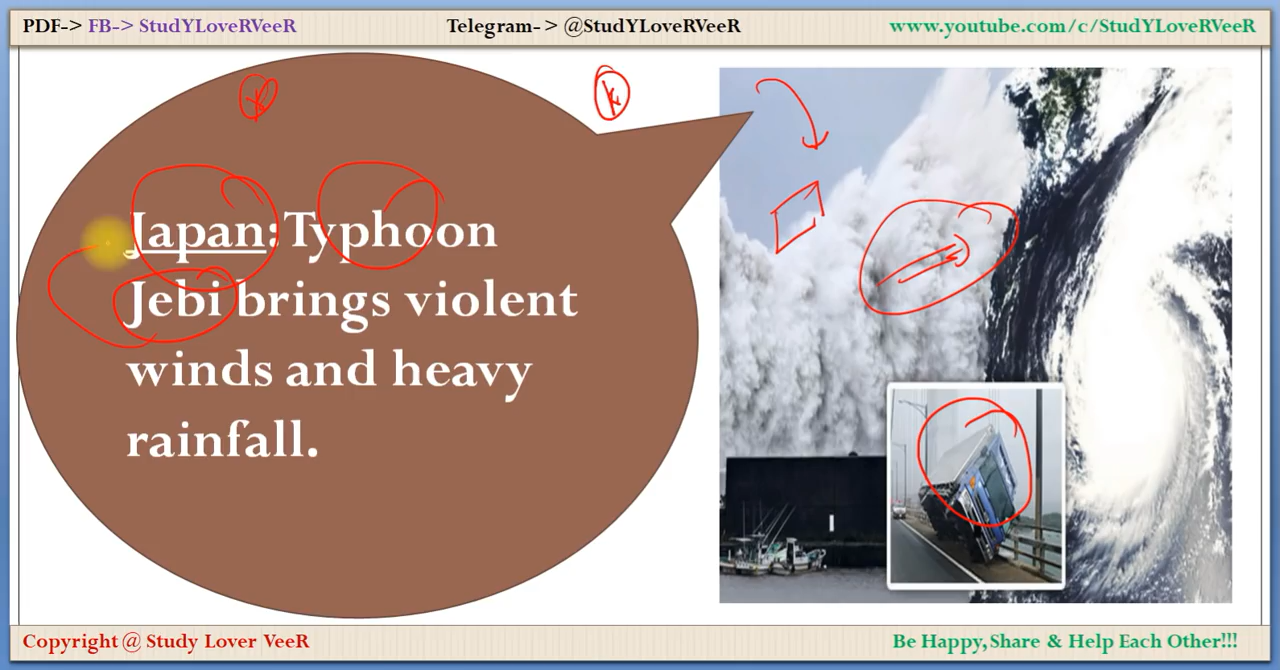 PDF-> FB-> StudYLoveRVeeR
Telegram- > @StudYLoveRVeeR
www.youtube.com/c/StudYLoveRVeeR
Japan: Typhoon
Jebi brings violent
winds and heavy
rainfall.
Copyright @ Study Lover VeeR
Be Happy,Share & Help Each Other!!!